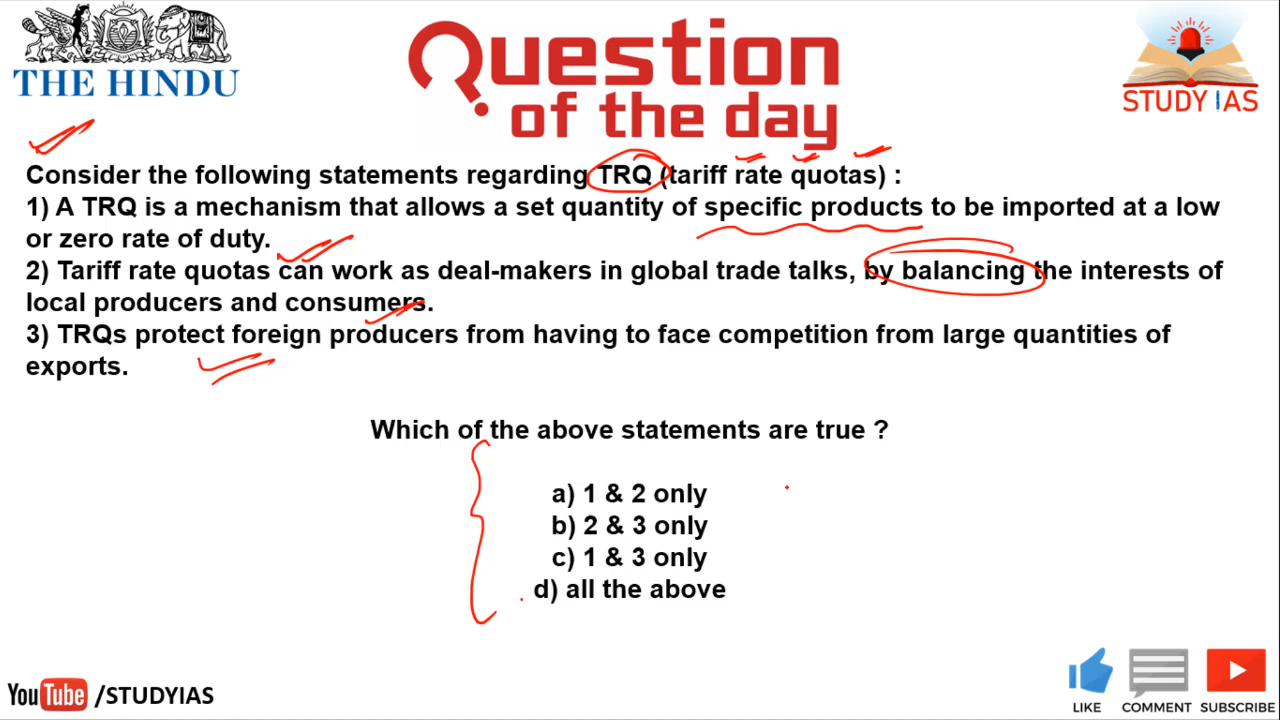 THE HINDU
Question
of the day
STUDY IAS
Consider the following statements regarding TRQ (tariff rate quotas) :
1) A TRQ is a mechanism that allows a set quantity of specific products to be imported at a low
or zero rate of duty.
2) Tariff rate quotas can work as deal-makers in global trade talks, by balancing the interests of
local producers and consumers.
3) TRQs protect foreign producers from having to face competition from large quantities of
exports.
Which of the above statements are true ?
a) 1 & 2 only
b) 2 & 3 only
c) 1 & 3 only
d) all the above
YouTube /STUDYIAS
LIKE COMMENT SUBSCRIBE